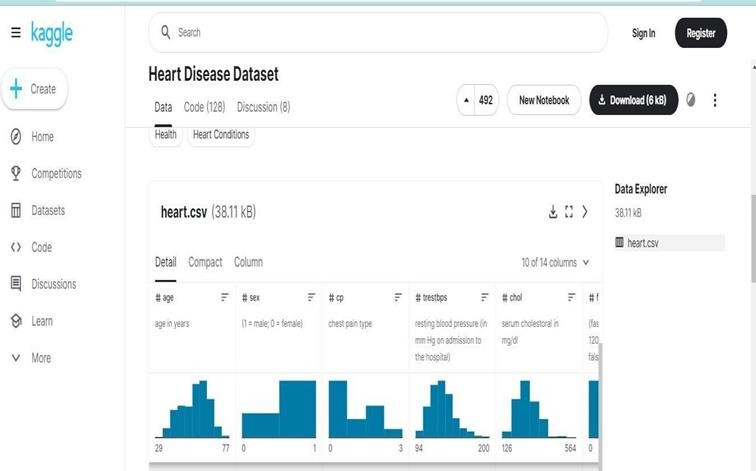 kaggle
Search
Sign In
Register
Create
Home
Competitions
Datasets
Code
Discussions
Learn
More
Heart Disease Dataset
Data Code (128) Discussion (8)
492
New Notebook
Download (6 kB)
Health Heart Conditions
heart.csv (38.11 kB)
Detail Compact Column
10 of 14 columns
# age # sex # cp # trestbps # chol # f
age in years
(1 = male; 0 = female)
chest pain type
resting blood pressure (in
mm Hg on admission to
the hospital)
serum cholestoral in
mg/dl
(fas
120
fals
29 77
0 1
0 3
94 200
126 564
0
Data Explorer
38.11 kB
heart.csv